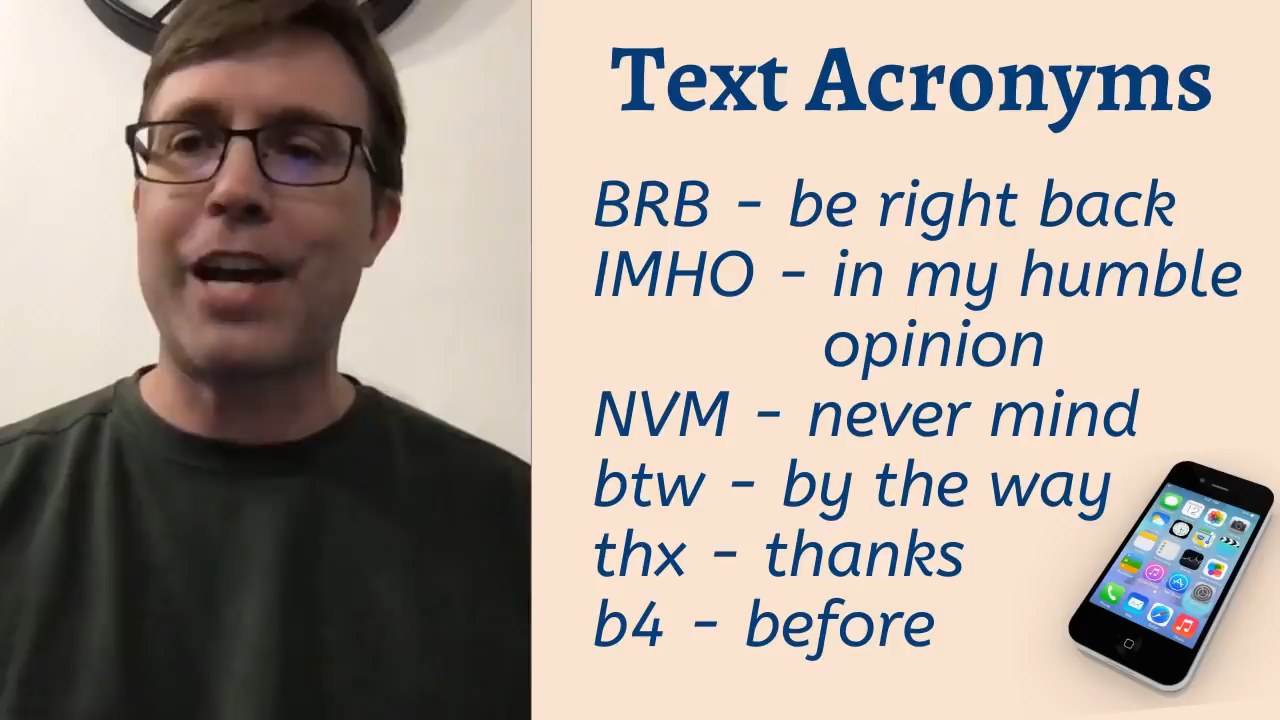 Text Acronyms
BRB - be right back
IMHO - in my humble
opinion
NVM - never mind
btw - by the way
thx - thanks
b4 - before